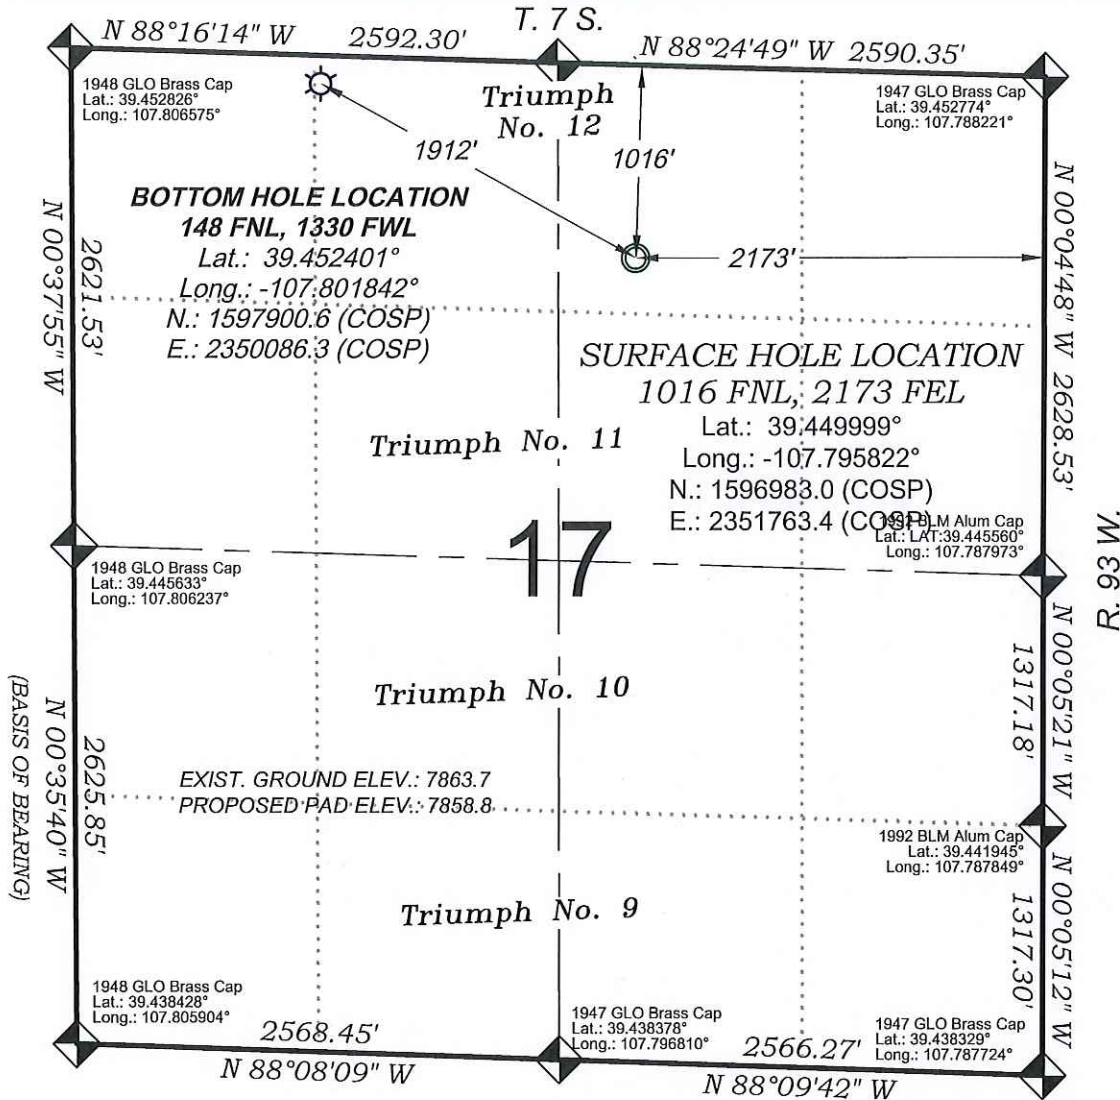 T. 7 S.
N 88°16'14" W 2592.30'
N 88°24'49" W 2590.35'
1948 GLO Brass Cap
Lat.: 39.452826°
Long.: 107.806575°
Triumph
No. 12
1947 GLO Brass Cap
Lat.: 39.452774°
Long.: 107.788221°
1912'
1016'
BOTTOM HOLE LOCATION
148 FNL, 1330 FWL
Lat.: 39.452401°
Long.: -107.801842°
N.: 1597900.6 (COSP)
E.: 2350086.3 (COSP)
2173'
N 00°37'55" W
2621.53'
N 00°04'48" W 2628.53'
SURFACE HOLE LOCATION
1016 FNL, 2173 FEL
Lat.: 39.449999°
Long.: -107.795822°
N.: 1596983.0 (COSP)
E.: 2351763.4 (COSP)
Triumph No. 11
1992 BLM Alum Cap
Lat.: LAT:39.445560°
Long.: 107.787973°
R. 93 W.
17
1948 GLO Brass Cap
Lat.: 39.445633°
Long.: 107.806237°
N 00°05'21" W
1317.18'
Triumph No. 10
(BASIS OF BEARING)
N 00°35'40" W
2625.85'
EXIST. GROUND ELEV.: 7863.7
PROPOSED PAD ELEV.: 7858.8
1992 BLM Alum Cap
Lat.: 39.441945°
Long.: 107.787849°
N 00°05'12" W
1317.30'
Triumph No. 9
1948 GLO Brass Cap
Lat.: 39.438428°
Long.: 107.805904°
1947 GLO Brass Cap
Lat.: 39.438378°
Long.: 107.796810°
1947 GLO Brass Cap
Lat.: 39.438329°
Long.: 107.787724°
2568.45'
N 88°08'09" W
2566.27'
N 88°09'42" W